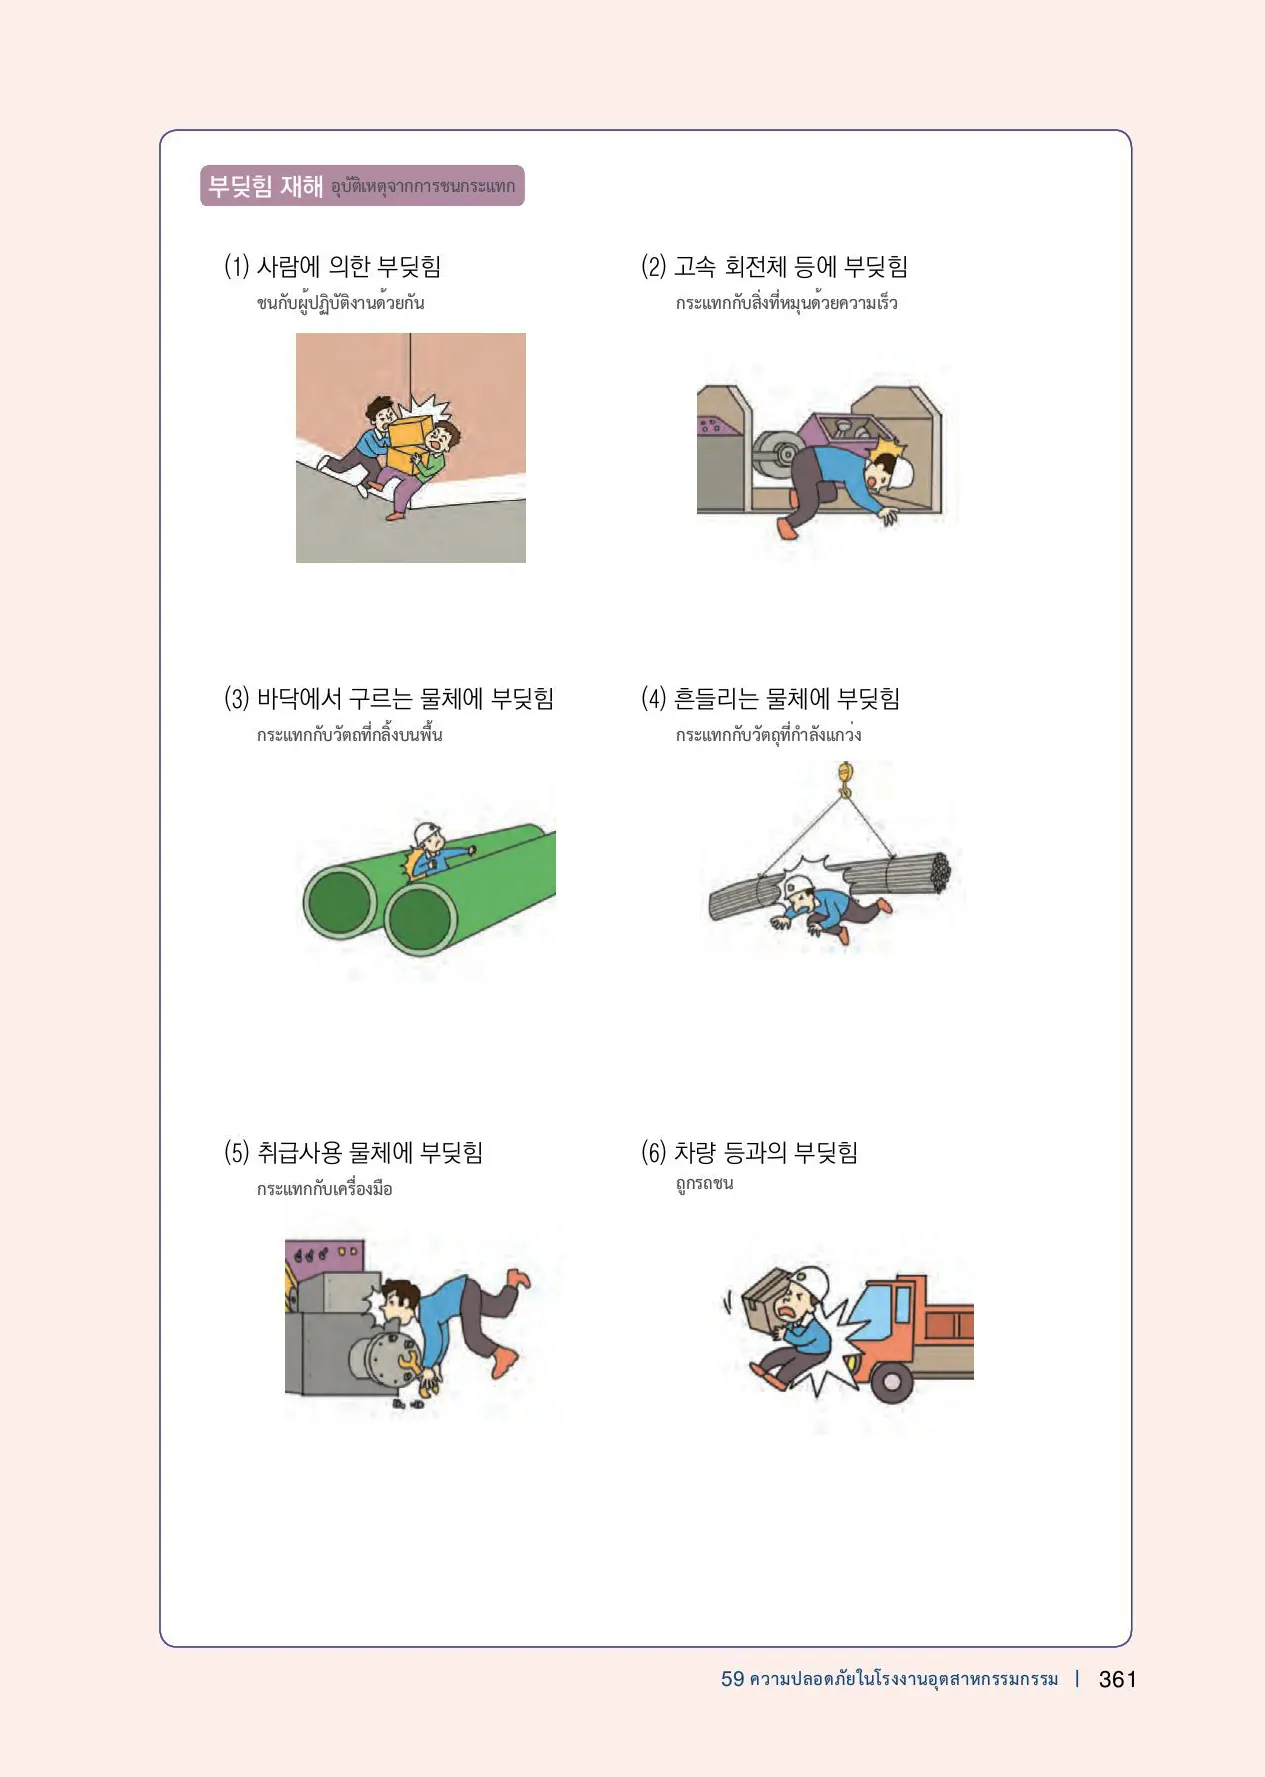 부딪힘 재해 อุบัติเหตุจากการชนกระแทก
(1) 사람에 의한 부딪힘
ชนกับผู้ปฏิบัติงานด้วยกัน
(2) 고속 회전체 등에 부딪힘
กระแทกกับสิ่งที่หมุนด้วยความเร็ว
(3) 바닥에서 구르는 물체에 부딪힘
กระแทกกับวัตถที่กลิ้งบนพื้น
(4) 흔들리는 물체에 부딪힘
กระแทกกับวัตถุที่กำลังแกว่ง
(5) 취급사용 물체에 부딪힘
กระแทกกับเครื่องมือ
(6) 차량 등과의 부딪힘
ถูกรถชน
59 ความปลอดภัยในโรงงานอุตสาหกรรมกรรม | 361